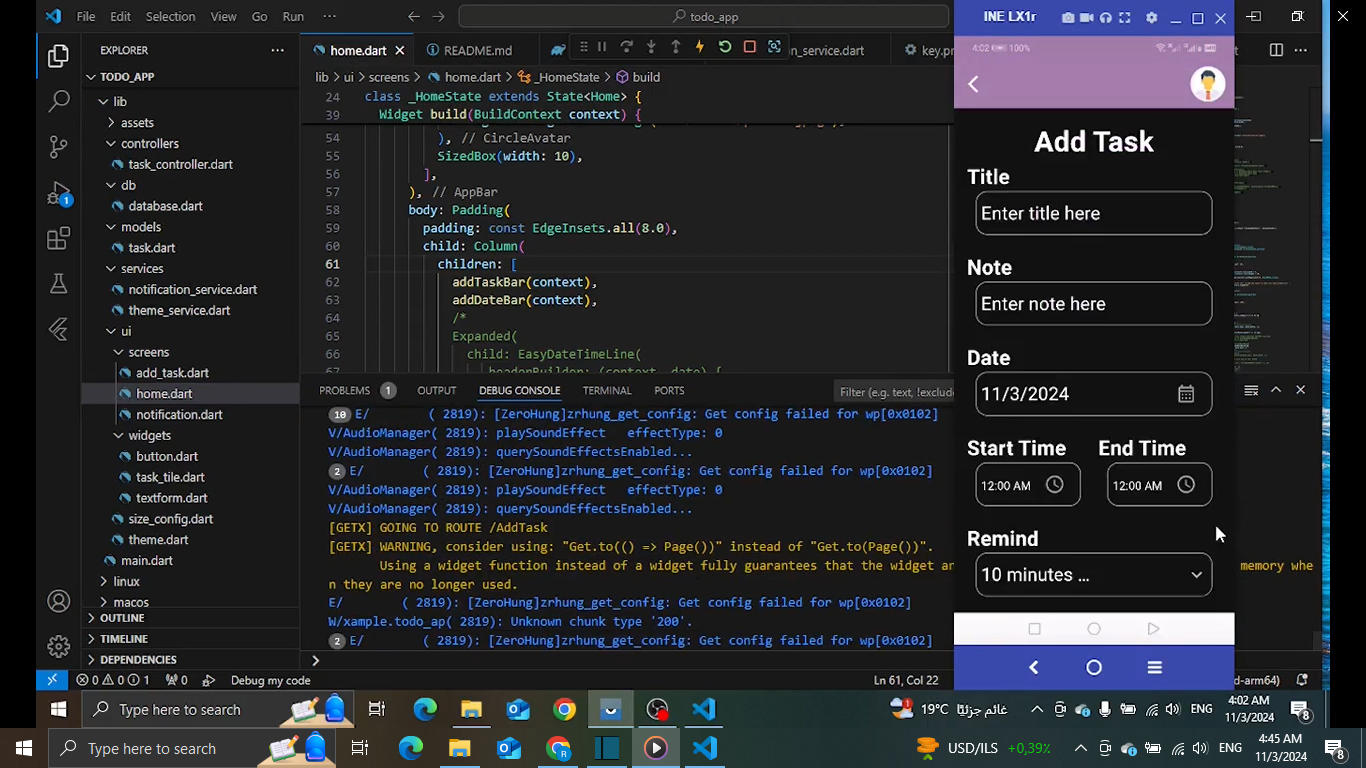 File Edit Selection View Go Run
todo_app
INE LX1r
EXPLORER
home.dart
README.md
n_service.dart
key.pr
4:02
100%
TODO_APP
lib
assets
controllers
task_controller.dart
db
database.dart
models
task.dart
services
notification_service.dart
theme_service.dart
ui
screens
add_task.dart
home.dart
notification.dart
widgets
button.dart
task_tile.dart
textform.dart
size_config.dart
theme.dart
main.dart
linux
macos
OUTLINE
TIMELINE
DEPENDENCIES
lib > ui > screens > home.dart > _HomeState > build
24 class _HomeState extends State<Home> {
39 Widget build(BuildContext context) {
54 ), // CircleAvatar
55 SizedBox(width: 10),
56 ],
57 ), // AppBar
58 body: Padding(
59 padding: const EdgeInsets.all(8.0),
60 child: Column(
61 children: [
62 addTaskBar(context),
63 addDateBar(context),
64 /*
65 Expanded(
66 child: EasyDateTimeLine(
67 headerBuilder: (context, date) {
PROBLEMS 1 OUTPUT DEBUG CONSOLE TERMINAL PORTS
Filter (e.g. text, !exclude
10 E/ ( 2819): [ZeroHung]zrhung_get_config: Get config failed for wp[0x0102]
V/AudioManager( 2819): playSoundEffect effectType: 0
V/AudioManager( 2819): querySoundEffectsEnabled...
2 E/ ( 2819): [ZeroHung]zrhung_get_config: Get config failed for wp[0x0102]
V/AudioManager( 2819): playSoundEffect effectType: 0
V/AudioManager( 2819): querySoundEffectsEnabled...
[GETX] GOING TO ROUTE /AddTask
[GETX] WARNING, consider using: "Get.to(() => Page())" instead of "Get.to(Page())".
Using a widget function instead of a widget fully guarantees that the widget an
memory whe
n they are no longer used.
E/ ( 2819): [ZeroHung]zrhung_get_config: Get config failed for wp[0x0102]
W/xample.todo_ap( 2819): Unknown chunk type '200'.
2 E/ ( 2819): [ZeroHung]zrhung_get_config: Get config failed for wp[0x0102]
Add Task
Title
Enter title here
Note
Enter note here
Date
11/3/2024
Start Time End Time
12:00 AM 12:00 AM
Remind
10 minutes ...
0 0 1 0 Debug my code
Ln 61, Col 22
d-arm64)
1
Type here to search
19°C غائم جزئيًا
ENG
4:02 AM
11/3/2024
8
Type here to search
USD/ILS +0,39%
ENG
4:45 AM
11/3/2024
8